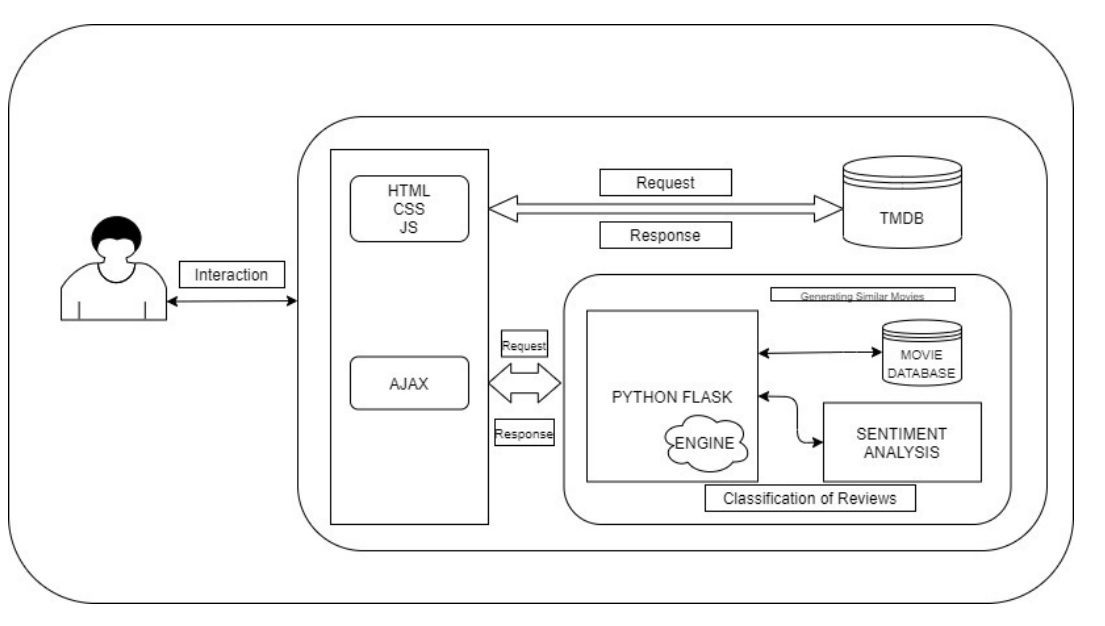 HTML
CSS
JS
Request
Response
TMDB
Interaction
Generating Similar Movies
Request
AJAX
Response
PYTHON FLASK
ENGINE
MOVIE
DATABASE
SENTIMENT
ANALYSIS
Classification of Reviews